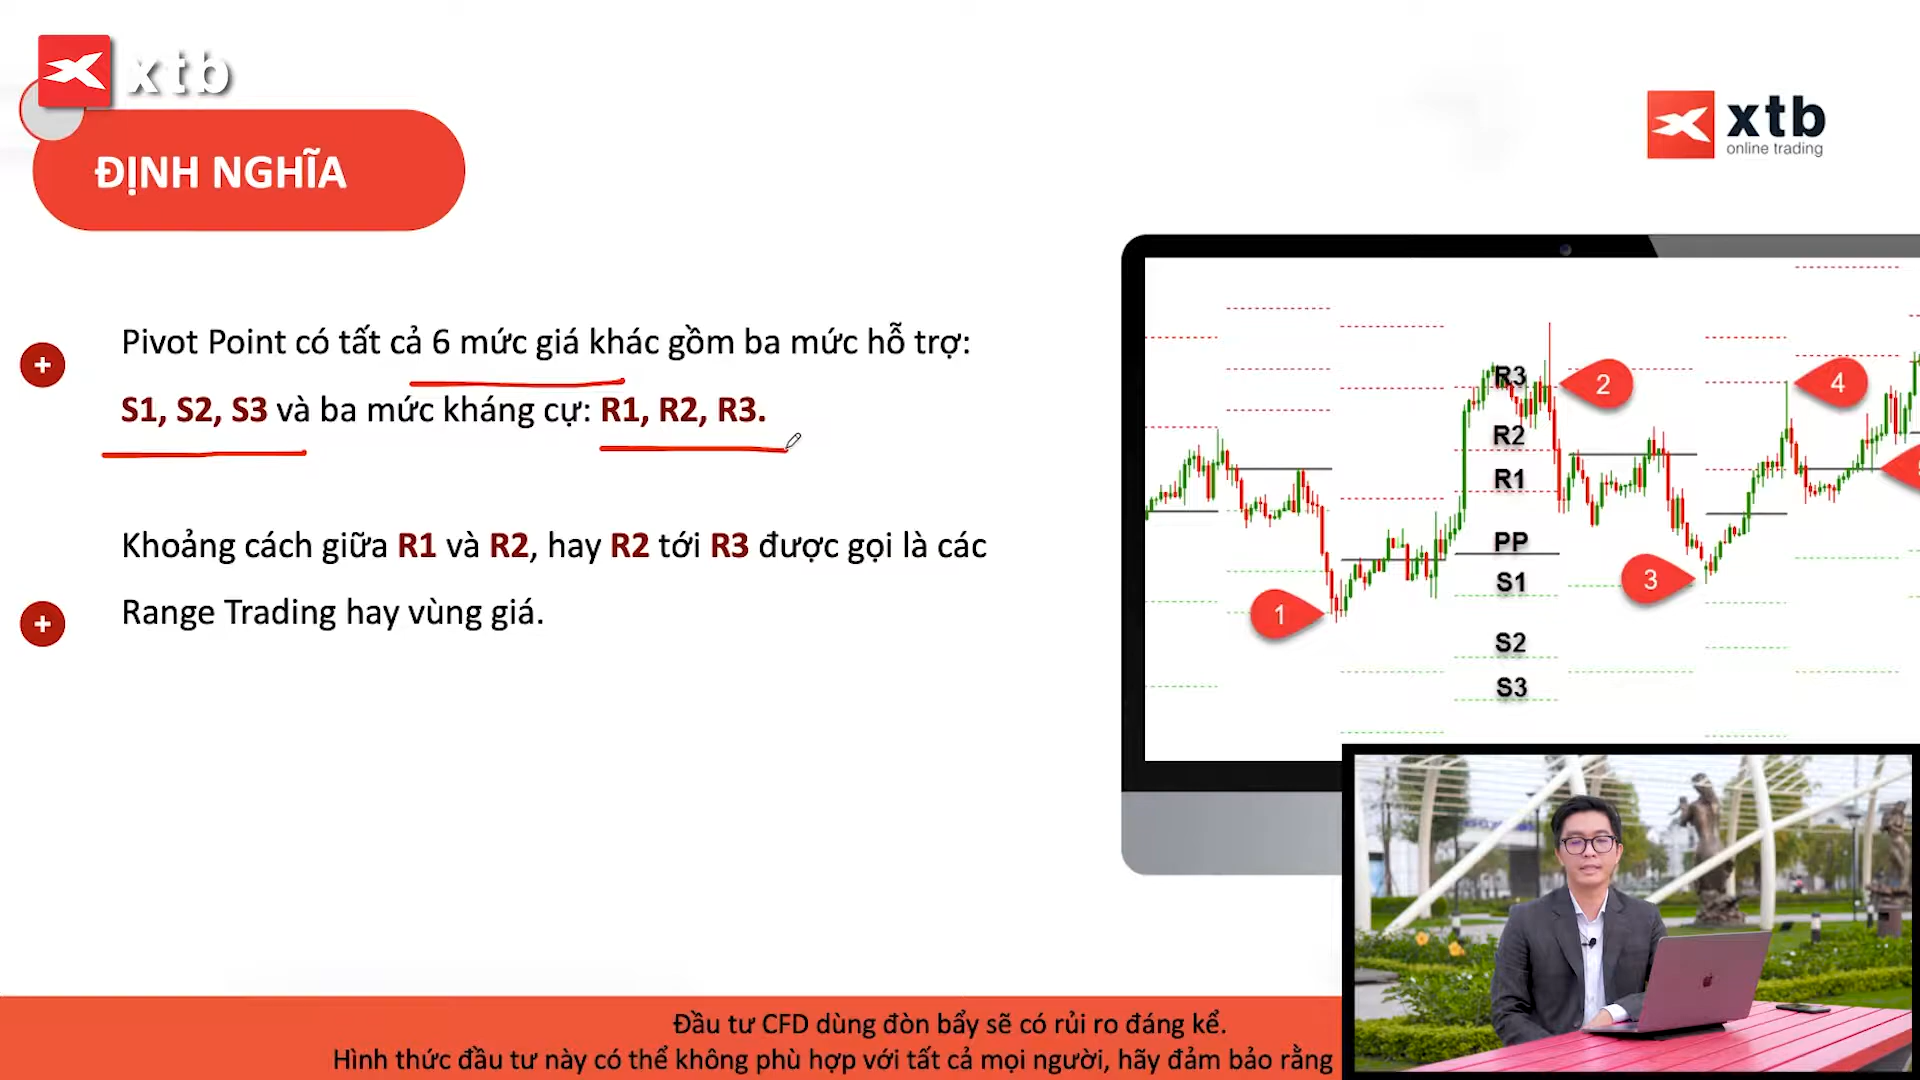 xtb
xtb
online trading
ĐỊNH NGHĨA
Pivot Point có tất cả 6 mức giá khác gồm ba mức hỗ trợ:
S1, S2, S3 và ba mức kháng cự: R1, R2, R3.
Khoảng cách giữa R1 và R2, hay R2 tới R3 được gọi là các
Range Trading hay vùng giá.
R3
R2
R1
PP
S1
S2
S3
1
2
3
4
Đầu tư CFD dùng đòn bẩy sẽ có rủi ro đáng kể.
Hình thức đầu tư này có thể không phù hợp với tất cả mọi người, hãy đảm bảo rằng